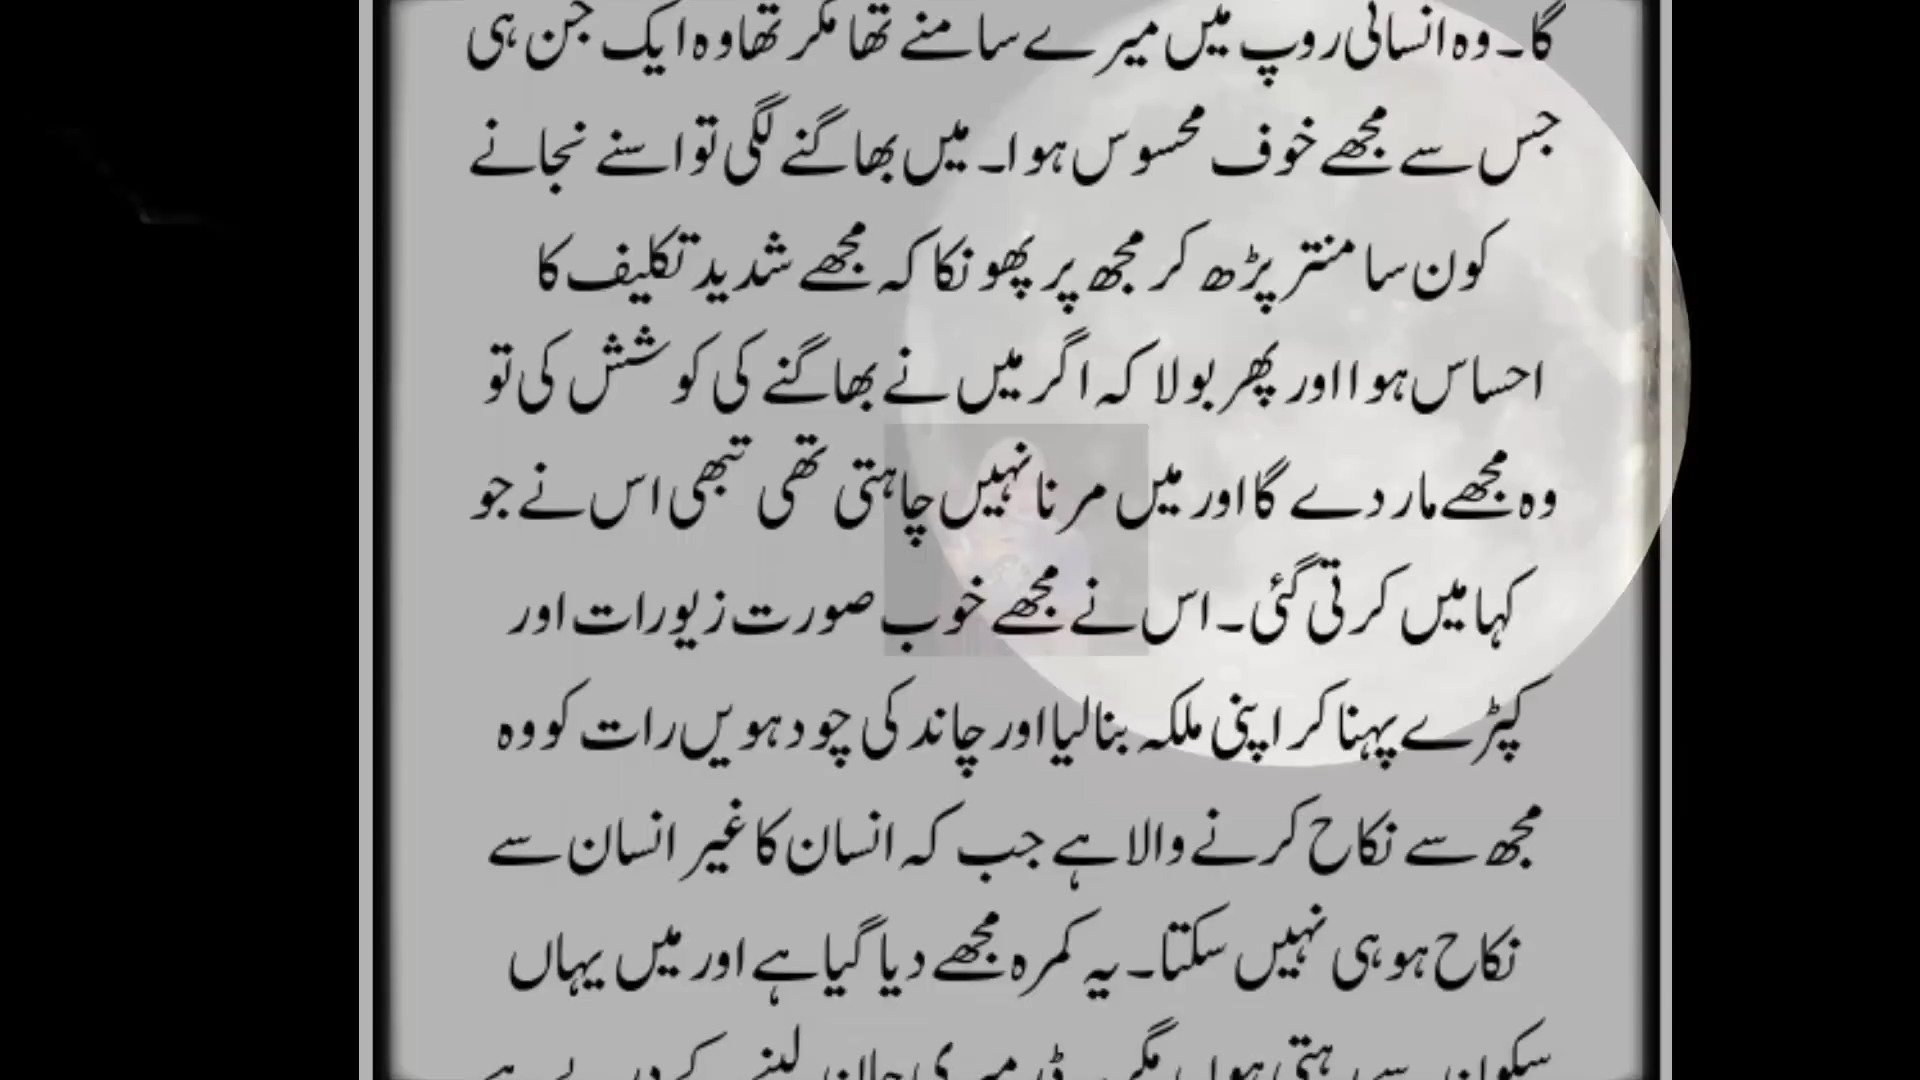 گا۔ وہ انسانی روپ میں میرے سامنے تھا مگر تھا وہ ایک جن ہی
جس سے مجھے خوف محسوس ہوا۔ میں بھاگنے لگی تو اسنے نجانے
کون سا منتر پڑھ کر مجھ پر پھونکا کہ مجھے شدید تکلیف کا
احساس ہوا اور پھر بولا کہ اگر میں نے بھاگنے کی کوشش کی تو
وہ مجھے مار دے گا اور میں مرنا نہیں چاہتی تھی تبھی اس نے جو
کہا میں کرتی گئی۔ اس نے مجھے خوب صورت زیورات اور
کپڑے پہنا کر اپنی ملکہ بنا لیا اور چاند کی چودہویں رات کو وہ
مجھ سے نکاح کرنے والا ہے جب کہ انسان کا غیر انسان سے
نکاح ہو ہی نہیں سکتا۔ یہ کمرہ مجھے دیا گیا ہے اور میں یہاں